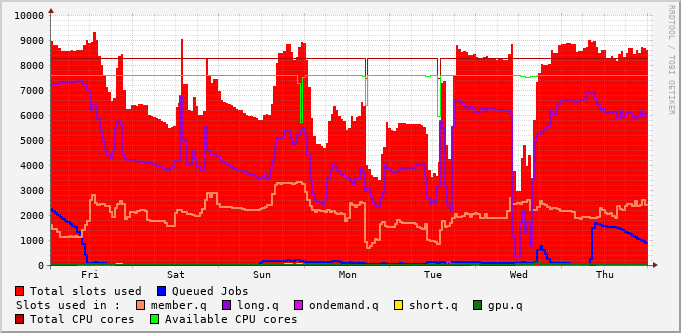 10000
9000
8000
7000
6000
5000
4000
3000
2000
1000
0
Fri Sat Sun Mon Tue Wed Thu
RRDTOOL / TOBI OETIKER
Total slots used Queued Jobs
Slots used in : member.q long.q ondemand.q short.q gpu.q
Total CPU cores Available CPU cores